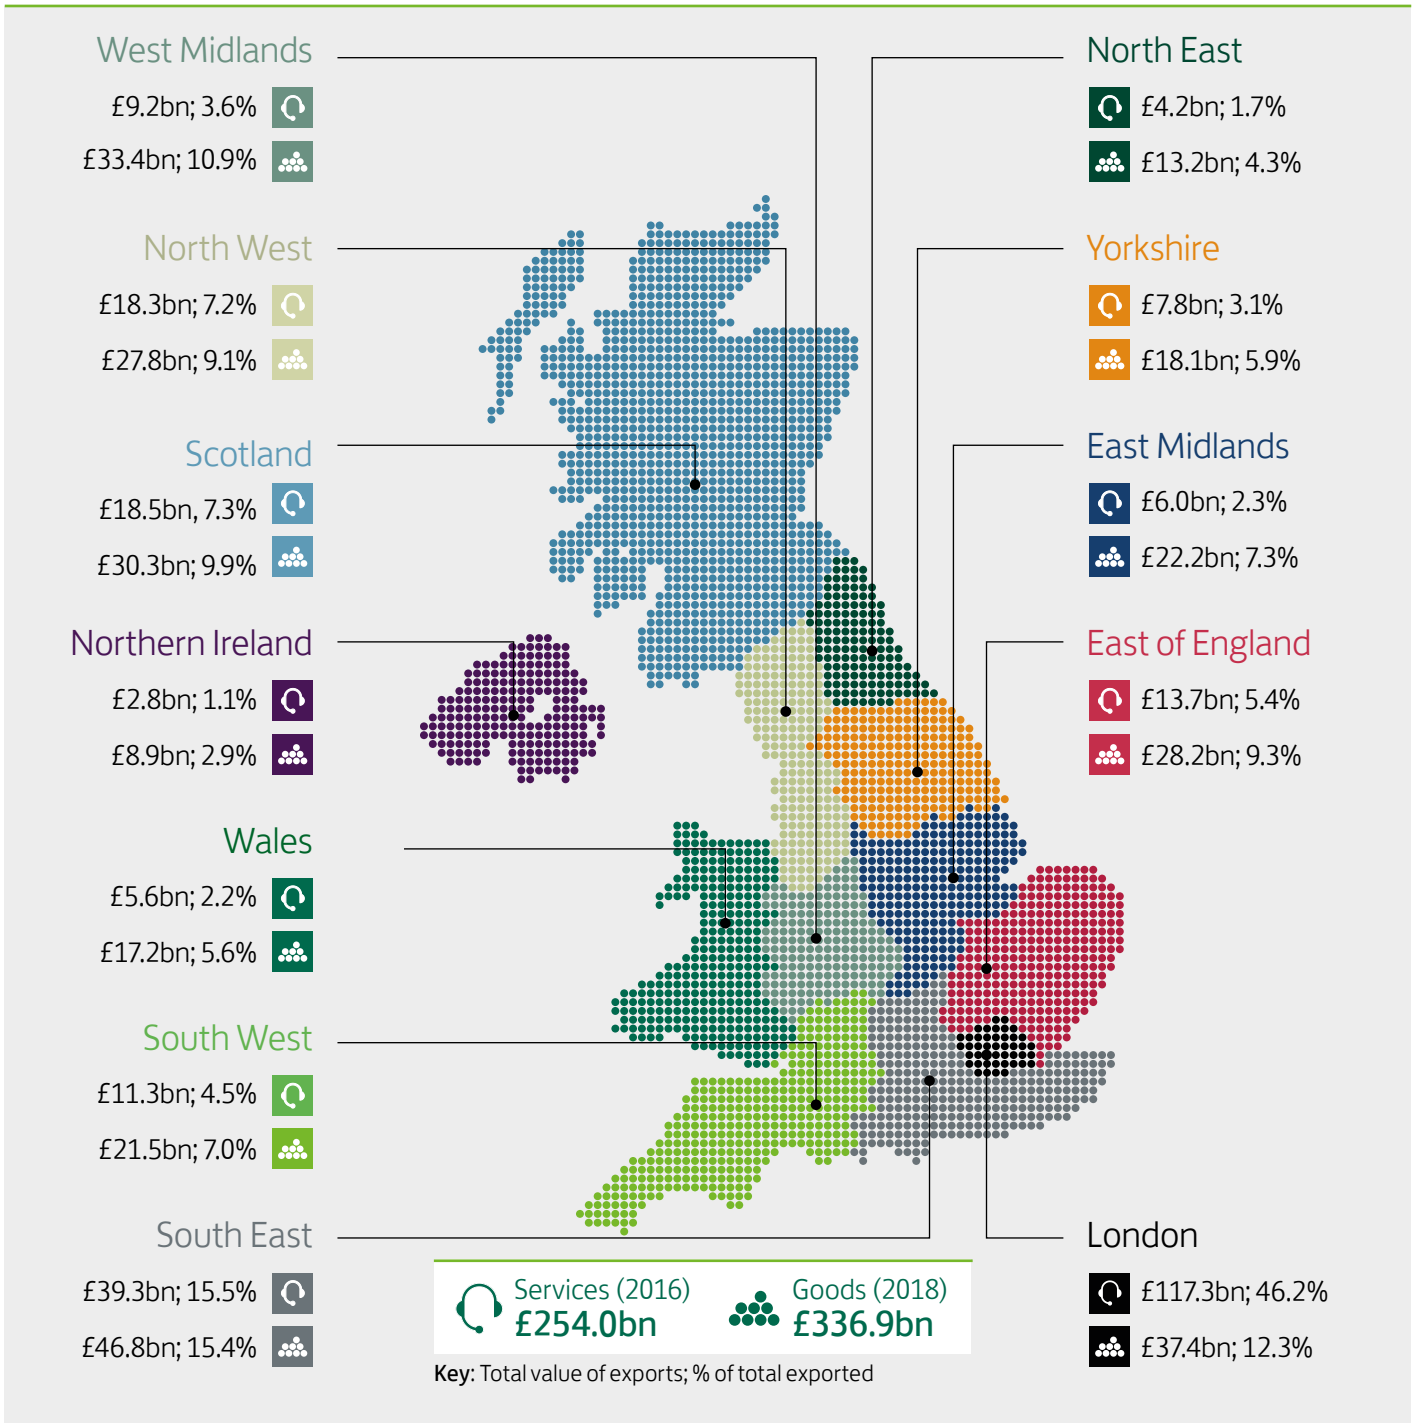 West Midlands
£9.2bn; 3.6%
£33.4bn; 10.9%
North West
£18.3bn; 7.2%
£27.8bn; 9.1%
Scotland
£18.5bn, 7.3%
£30.3bn; 9.9%
Northern Ireland
£2.8bn; 1.1%
£8.9bn; 2.9%
Wales
£5.6bn; 2.2%
£17.2bn; 5.6%
South West
£11.3bn; 4.5%
£21.5bn; 7.0%
South East
£39.3bn; 15.5%
£46.8bn; 15.4%
North East
£4.2bn; 1.7%
£13.2bn; 4.3%
Yorkshire
£7.8bn; 3.1%
£18.1bn; 5.9%
East Midlands
£6.0bn; 2.3%
£22.2bn; 7.3%
East of England
£13.7bn; 5.4%
£28.2bn; 9.3%
London
£117.3bn; 46.2%
£37.4bn; 12.3%
Services (2016)
£254.0bn
Goods (2018)
£336.9bn
Key: Total value of exports; % of total exported